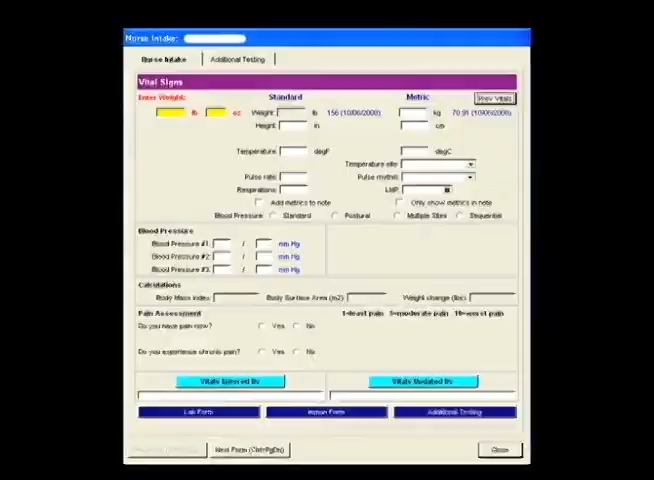 Nurse Intake:
Nurse Intake Additional Testing
Vital Signs
Enter Weight: Standard Metric Prev Vitals
lb oz Weight: lb 156 (10/06/2008) kg 70.91 (10/06/2008)
Height: in cm
Temperature: degF degC
Temperature site:
Pulse rate: Pulse rhythm:
Respirations: LMP:
Add metrics to note Only show metrics in note
Blood Pressure: Standard Postural Multiple Sites Sequential
Blood Pressure
Blood Pressure #1: / mm Hg
Blood Pressure #2: / mm Hg
Blood Pressure #3: / mm Hg
Calculations
Body Mass Index: Body Surface Area (m2) Weight change (lbs)
Pain Assessment 1=least pain 5=moderate pain 10=worst pain
Do you have pain now? Yes No
Do you experience chronic pain? Yes No
Vitals Entered By Vitals Updated By
Lab Form Form Additional Testing
Next Form (Ctrl+PgDn) Close